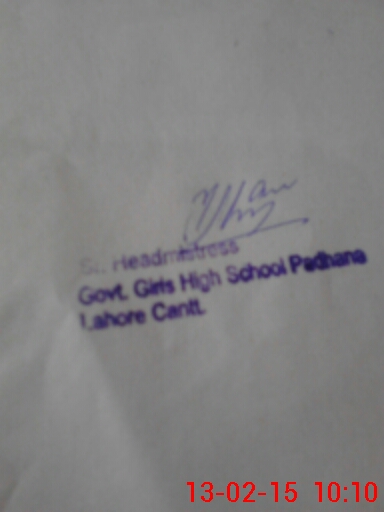 Sr. Headmistress
Govt. Girls High School Padhana
Lahore Cantt.
13-02-15 10:10